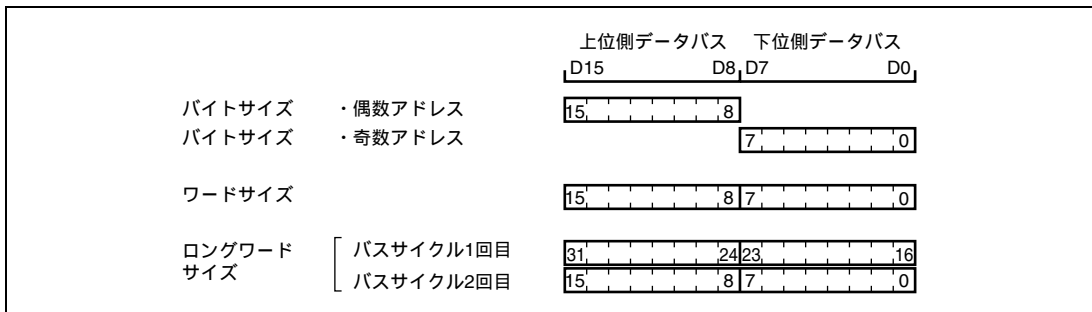 上位側データバス 下位側データバス
D15 D8 D7 D0
バイトサイズ ・偶数アドレス 15 8
バイトサイズ ・奇数アドレス 7 0
ワードサイズ 15 8 7 0
ロングワード
サイズ
バスサイクル1回目 31 24 23 16
バスサイクル2回目 15 8 7 0